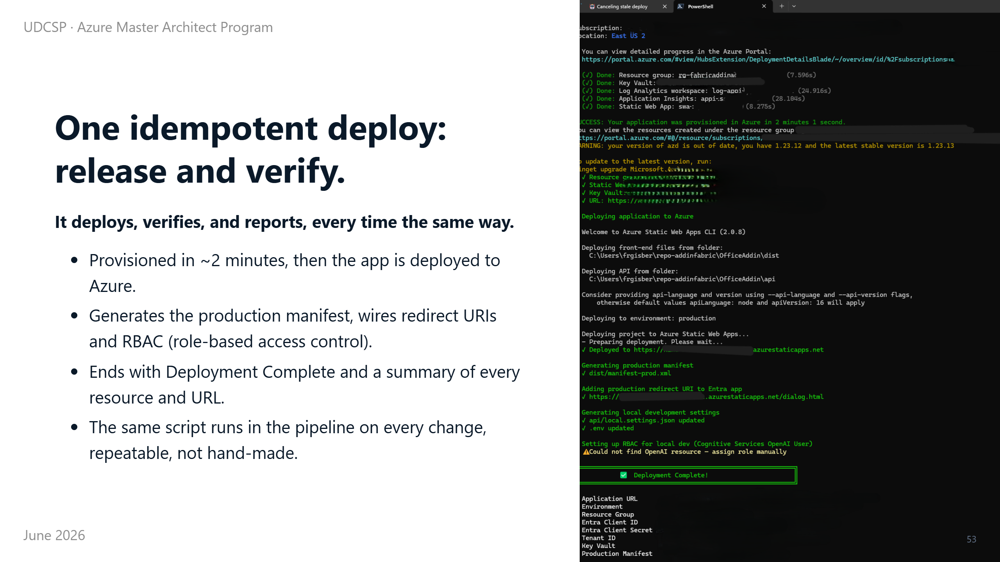 UDCSP · Azure Master Architect Program
One idempotent deploy:
release and verify.
It deploys, verifies, and reports, every time the same way.
• Provisioned in ~2 minutes, then the app is deployed to
Azure.
• Generates the production manifest, wires redirect URIs
and RBAC (role-based access control).
• Ends with Deployment Complete and a summary of every
resource and URL.
• The same script runs in the pipeline on every change,
repeatable, not hand-made.
June 2026
Canceling stale deploy
PowerShell
ubscription:
ocation: East US 2
You can view detailed progress in the Azure Portal:
https://portal.azure.com/#view/HubsExtension/DeploymentDetailsBlade/~/overview/id/%2Fsubscriptions
(✓) Done: Resource group: rg-fabricaddina (7.596s)
(✓) Done: Key Vault:
(✓) Done: Log Analytics workspace: log-appi- (24.916s)
(✓) Done: Application Insights: appi-s (28.104s)
(✓) Done: Static Web App: swa- (8.275s)
UCCESS: Your application was provisioned in Azure in 2 minutes 1 second.
ou can view the resources created under the resource group
ttps://portal.azure.com/#@/resource/subscriptions/
ARNING: your version of azd is out of date, you have 1.23.12 and the latest stable version is 1.23.13
o update to the latest version, run:
inget upgrade Microsoft.
✓ Resource
✓ Static We
✓ Key Vault:
✓ URL: https://
Deploying application to Azure
Welcome to Azure Static Web Apps CLI (2.0.8)
Deploying front-end files from folder:
C:\Users\frgisber\repo-addinfabric\OfficeAddin\dist
Deploying API from folder:
C:\Users\frgisber\repo-addinfabric\OfficeAddin\api
Consider providing api-language and version using --api-language and --api-version flags,
otherwise default values apiLanguage: node and apiVersion: 16 will apply
Deploying to environment: production
Deploying project to Azure Static Web Apps...
- Preparing deployment. Please wait...
✓ Deployed to https:// azurestaticapps.net
Generating production manifest
✓ dist/manifest-prod.xml
Adding production redirect URI to Entra app
✓ https:// .azurestaticapps.net/dialog.html
Generating local development settings
✓ api/local.settings.json updated
✓ .env updated
Setting up RBAC for local dev (Cognitive Services OpenAI User)
⚠Could not find OpenAI resource - assign role manually
✅ Deployment Complete!
Application URL
Environment
Resource Group
Entra Client ID
Entra Client Secret
Tenant ID
Key Vault
Production Manifest
53